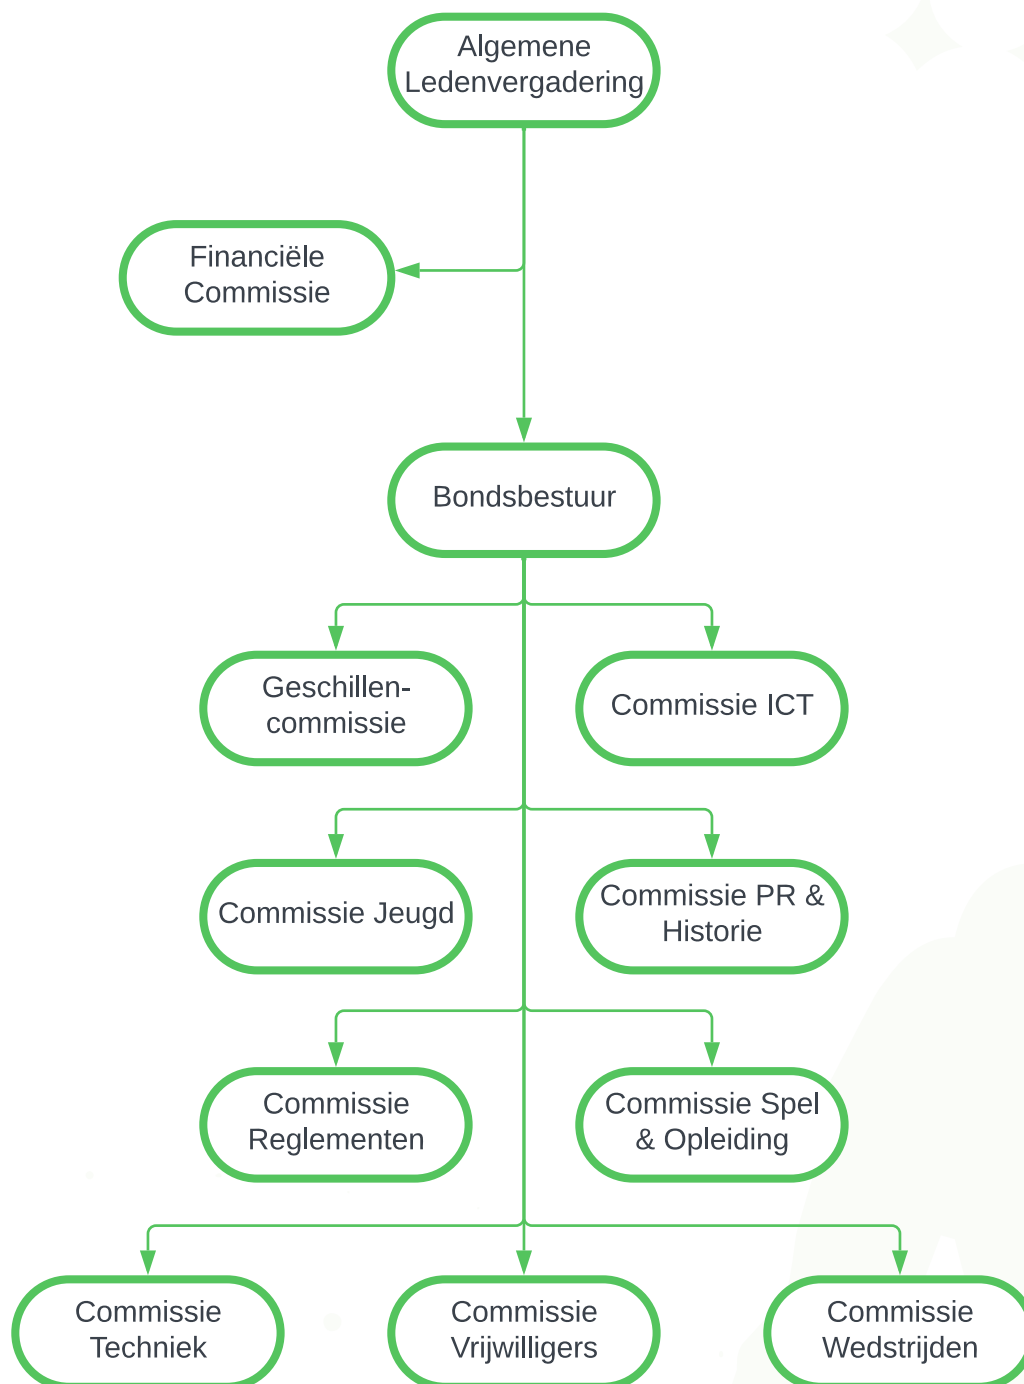 Algemene
Ledenvergadering
Financiële
Commissie
Bondsbestuur
Geschillen-
commissie
Commissie ICT
Commissie Jeugd
Commissie PR &
Historie
Commissie
Reglementen
Commissie Spel
& Opleiding
Commissie
Techniek
Commissie
Vrijwilligers
Commissie
Wedstrijden